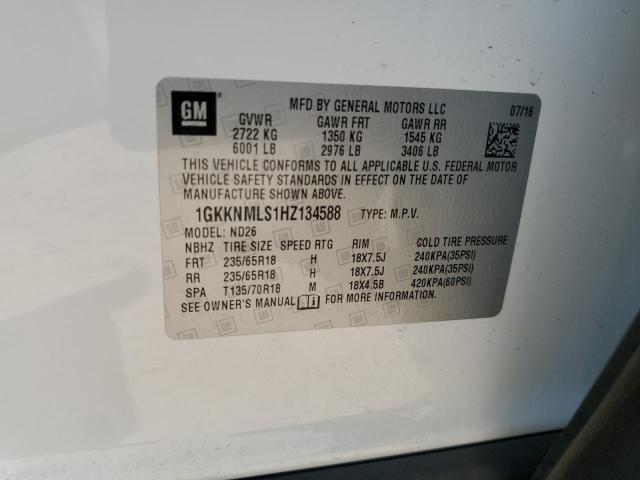 GM
MFD BY GENERAL MOTORS LLC 07/16
GVWR GAWR FRT GAWR RR
2722 KG 1350 KG 1545 KG
6001 LB 2976 LB 3406 LB
THIS VEHICLE CONFORMS TO ALL APPLICABLE U.S. FEDERAL MOTOR
VEHICLE SAFETY STANDARDS IN EFFECT ON THE DATE OF
MANUFACTURE SHOWN ABOVE.
1GKKNMLS1HZ134588 TYPE: M.P.V.
MODEL: ND26
NBHZ TIRE SIZE SPEED RTG RIM COLD TIRE PRESSURE
FRT 235/65R18 H 18X7.5J 240KPA(35PSI)
RR 235/65R18 H 18X7.5J 240KPA(35PSI)
SPA T135/70R18 M 18X4.5B 420KPA(60PSI)
SEE OWNER'S MANUAL FOR MORE INFORMATION.